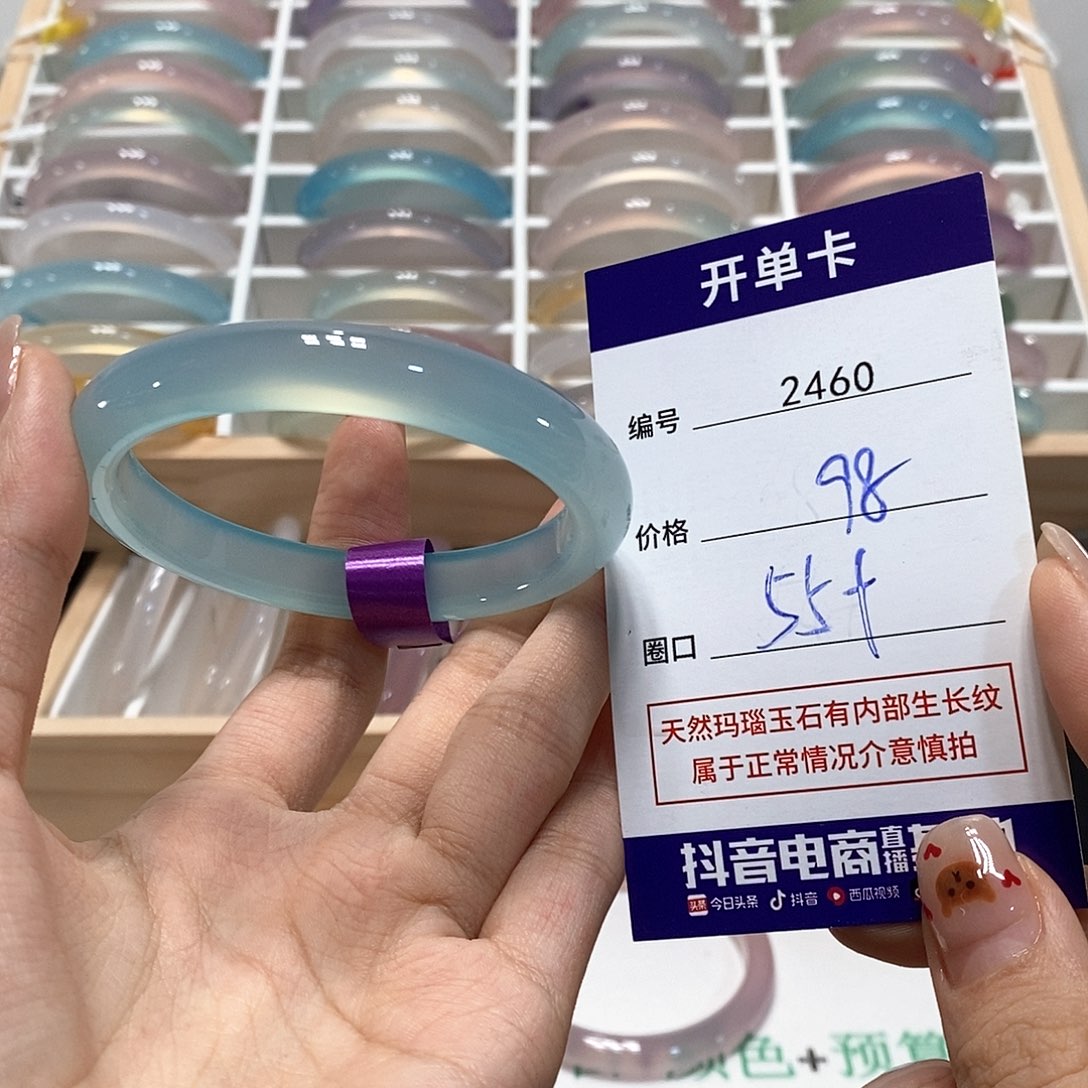 开单卡
编号 2460
价格 98
圈口 55+
天然玛瑙玉石有内部生长纹
属于正常情况介意慎拍
抖音电商直播
头条 今日头条 抖音 西瓜视频
颜色+预算